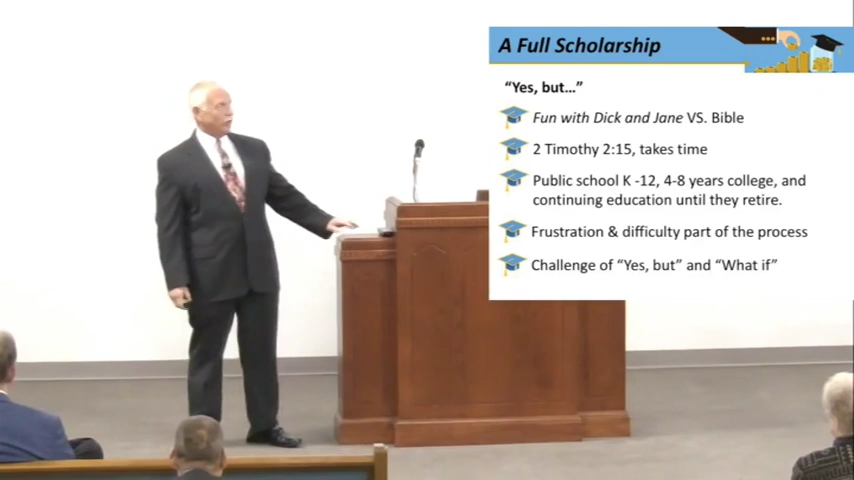 A Full Scholarship
“Yes, but…”
Fun with Dick and Jane VS. Bible
2 Timothy 2:15, takes time
Public school K -12, 4-8 years college, and
continuing education until they retire.
Frustration & difficulty part of the process
Challenge of “Yes, but” and “What if”